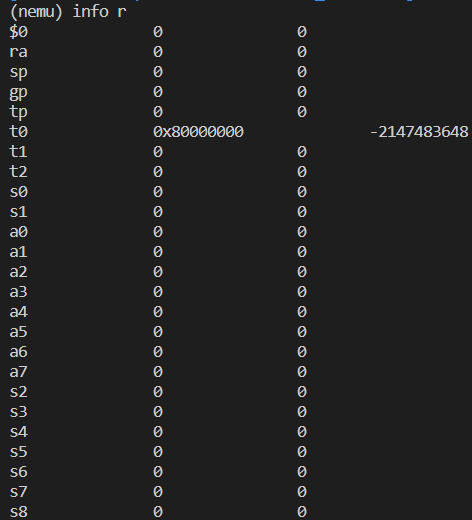 (nemu) info r
$0 0 0
ra 0 0
sp 0 0
gp 0 0
tp 0 0
t0 0x80000000 -2147483648
t1 0 0
t2 0 0
s0 0 0
s1 0 0
a0 0 0
a1 0 0
a2 0 0
a3 0 0
a4 0 0
a5 0 0
a6 0 0
a7 0 0
s2 0 0
s3 0 0
s4 0 0
s5 0 0
s6 0 0
s7 0 0
s8 0 0